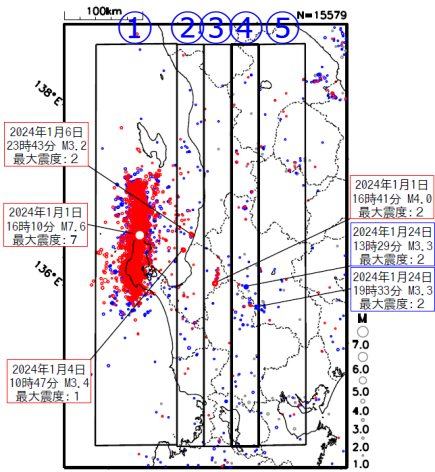 100km
N=15579
① ② ③ ④ ⑤
138°E
136°E
2024年1月6日
23時43分 M3.2
最大震度:2
2024年1月1日
16時10分 M7.6
最大震度:7
2024年1月4日
10時47分 M3.4
最大震度:1
2024年1月1日
16時41分 M4.0
最大震度:2
2024年1月24日
13時29分 M3.3
最大震度:2
2024年1月24日
19時33分 M3.3
最大震度:2
M
7.0
6.0
5.0
4.0
3.0
2.0
1.0